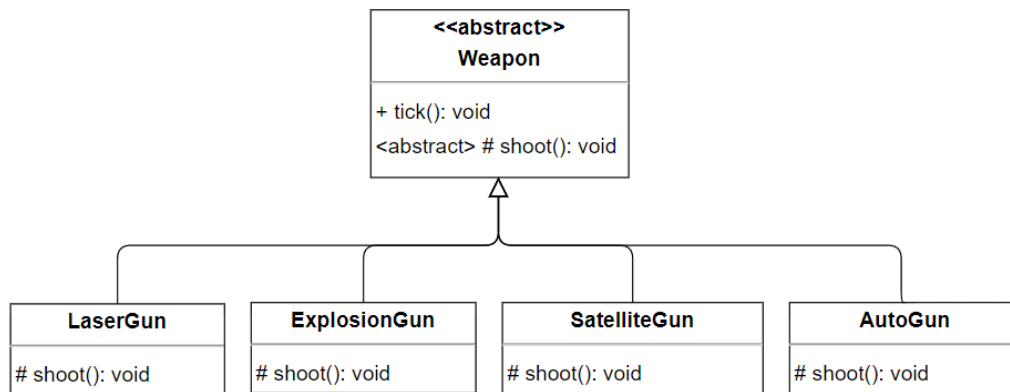 <<abstract>>
Weapon
+ tick(): void
<abstract> # shoot(): void
LaserGun
# shoot(): void
ExplosionGun
# shoot(): void
SatelliteGun
# shoot(): void
AutoGun
# shoot(): void